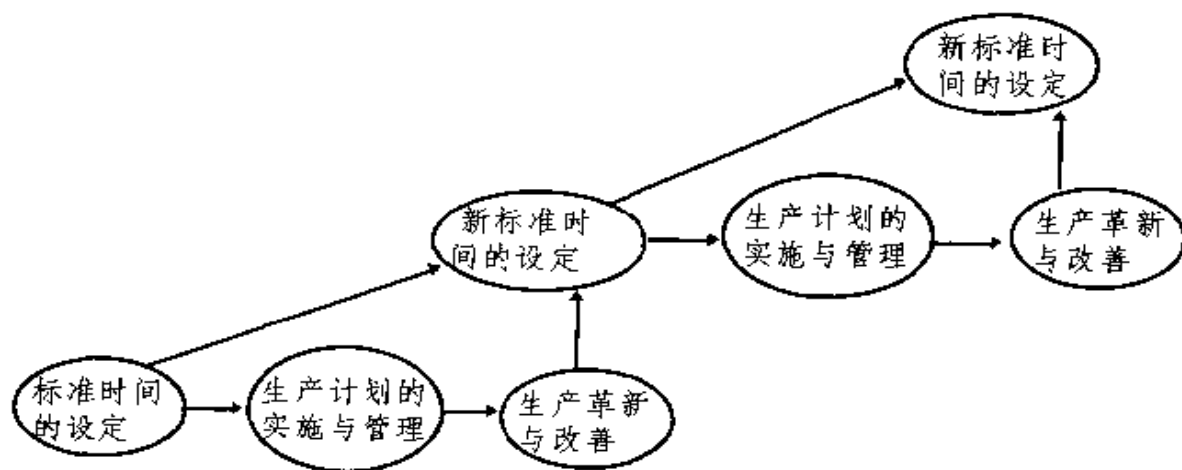 新标准时
间的设定
新标准时
间的设定
生产计划的
实施与管理
生产革新
与改善
标准时间
的设定
生产计划的
实施与管理
生产革新
与改善